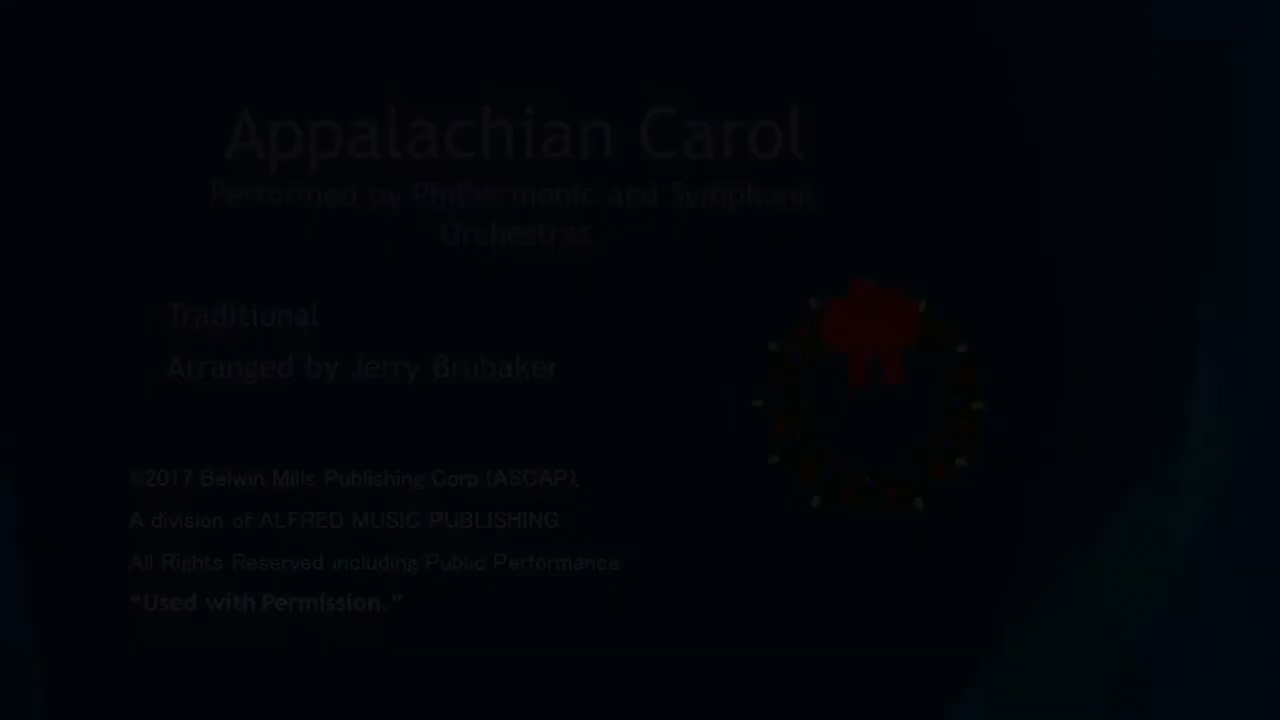 Appalachian Carol
Performed by Philharmonic and Symphonic
Orchestras
Traditional
Arranged by Jerry Brubaker
©2017 Belwin Mills Publishing Corp (ASCAP),
A division of ALFRED MUSIC PUBLISHING
All Rights Reserved including Public Performance
“Used with Permission.”